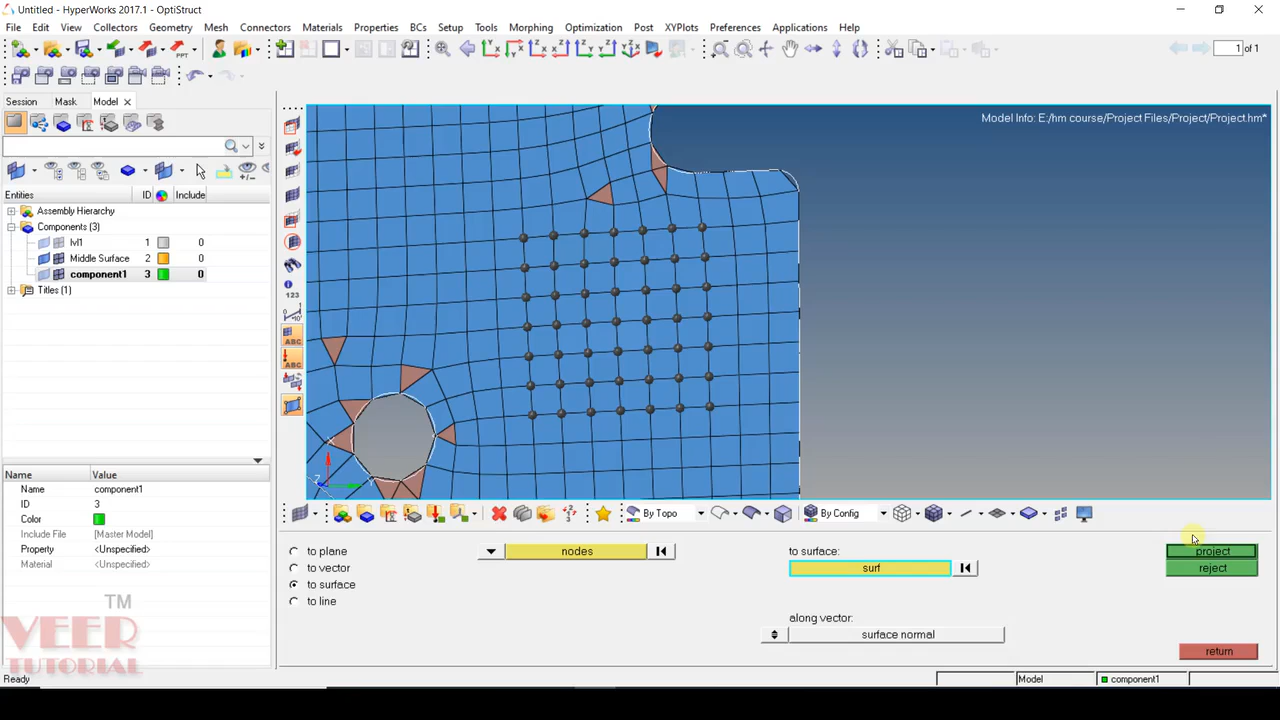 Untitled - HyperWorks 2017.1 - OptiStruct
File Edit View Collectors Geometry Mesh Connectors Materials Properties BCs Setup Tools Morphing Optimization Post XYPlots Preferences Applications Help
1 of 1
Session Mask Model
Model Info: E:/hm course/Project Files/Project/Project.hm*
Entities ID Include
Assembly Hierarchy
Components (3)
lvl1 1 0
Middle Surface 2 0
component1 3 0
Titles (1)
123
ABC
ABC
Name Value
Name component1
ID 3
Color
Include File [Master Model]
Property <Unspecified>
Material <Unspecified>
By Topo By Config
to plane
to vector
to surface
to line
nodes
to surface:
surf
along vector:
surface normal
project
reject
return
TM
VEER
TUTORIAL
Ready Model component1